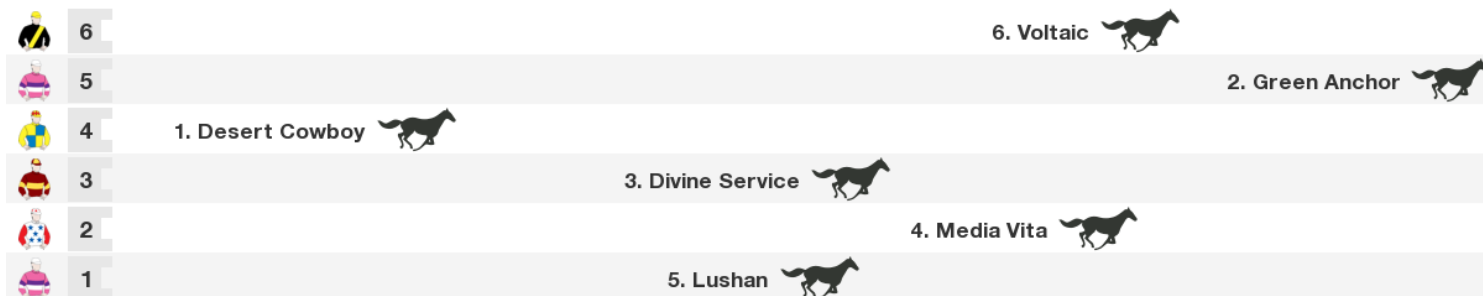 6 6. Voltaic
5 2. Green Anchor
4 1. Desert Cowboy
3 3. Divine Service
2 4. Media Vita
1 5. Lushan